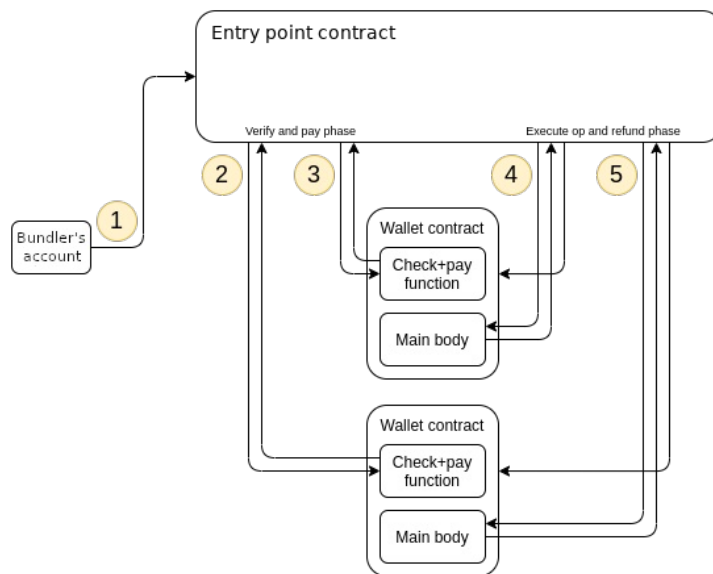 Entry point contract
Verify and pay phase
Execute op and refund phase
2
3
4
5
1
Bundler's
account
Wallet contract
Check+pay
function
Main body
Wallet contract
Check+pay
function
Main body